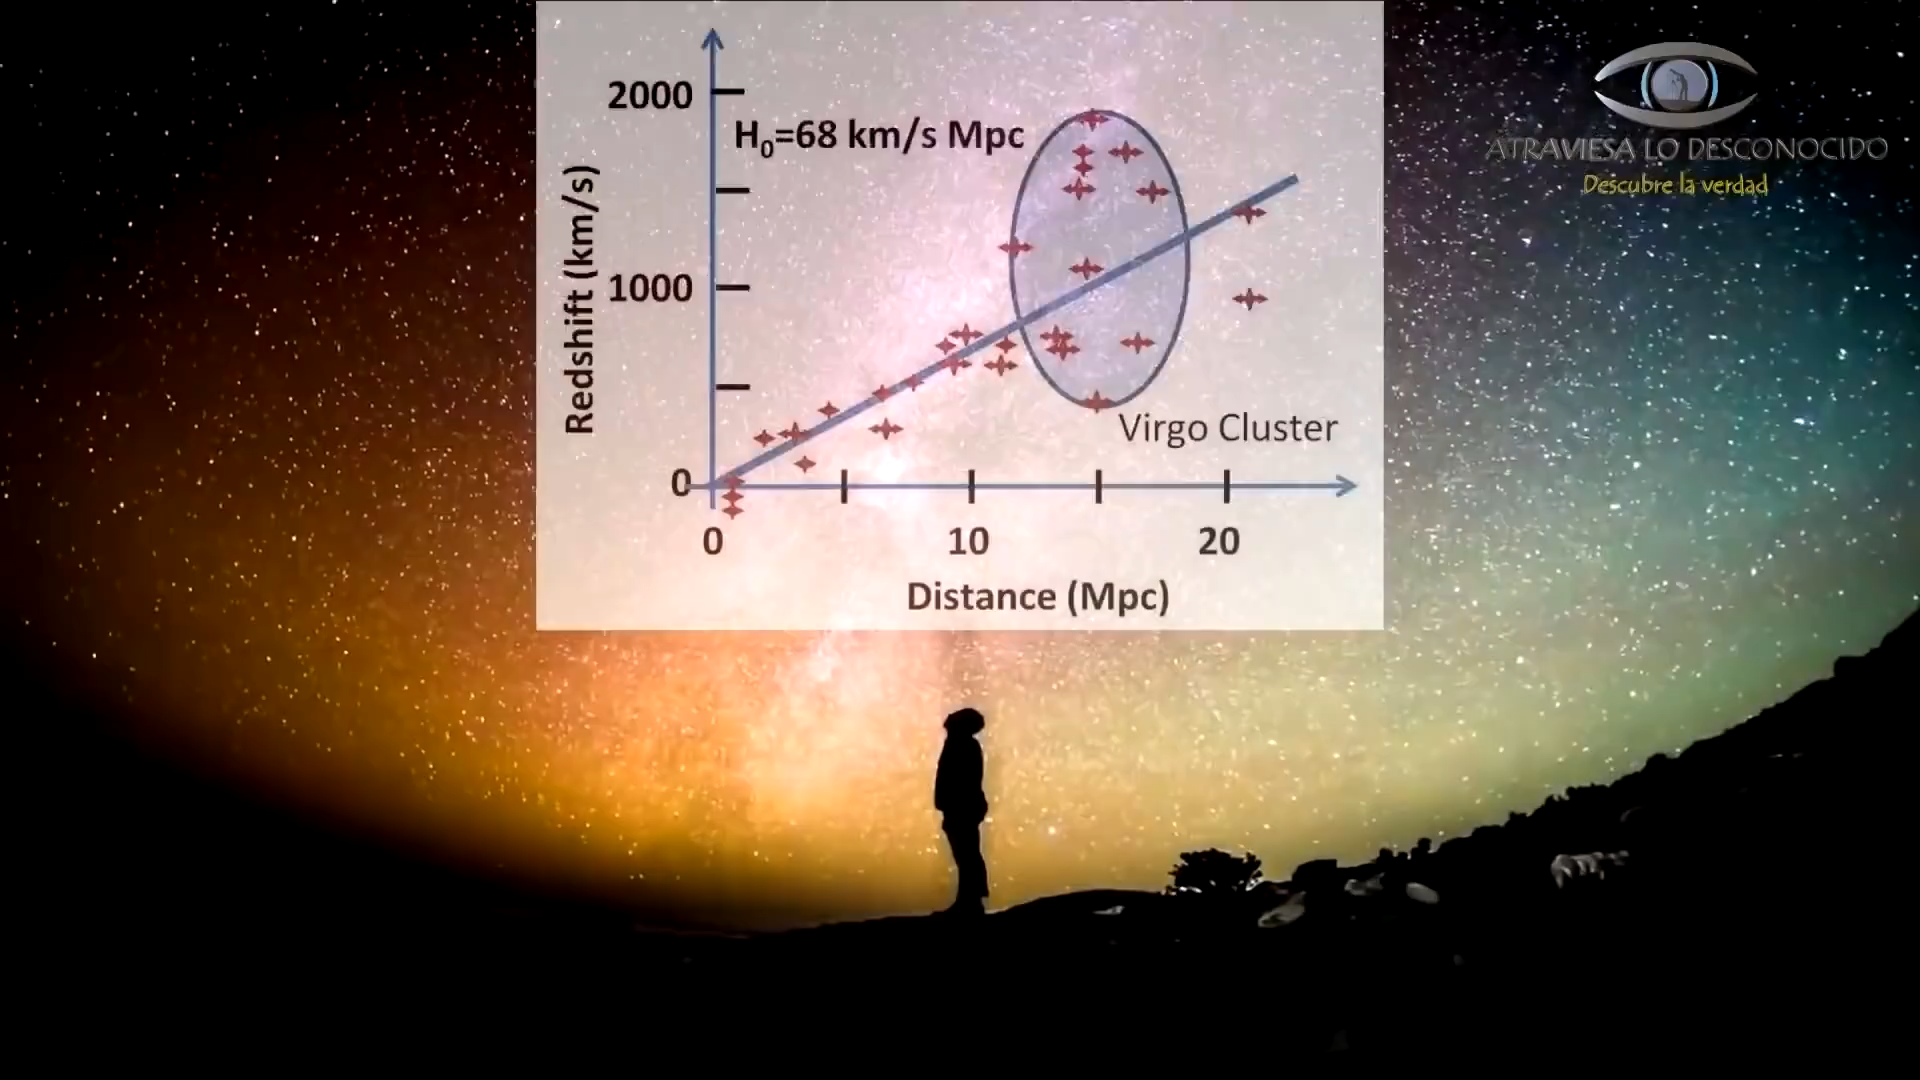 2000
H₀=68 km/s Mpc
Redshift (km/s)
1000
Virgo Cluster
0
0 10 20
Distance (Mpc)
ATRAVIESA LO DESCONOCIDO
Descubre la verdad